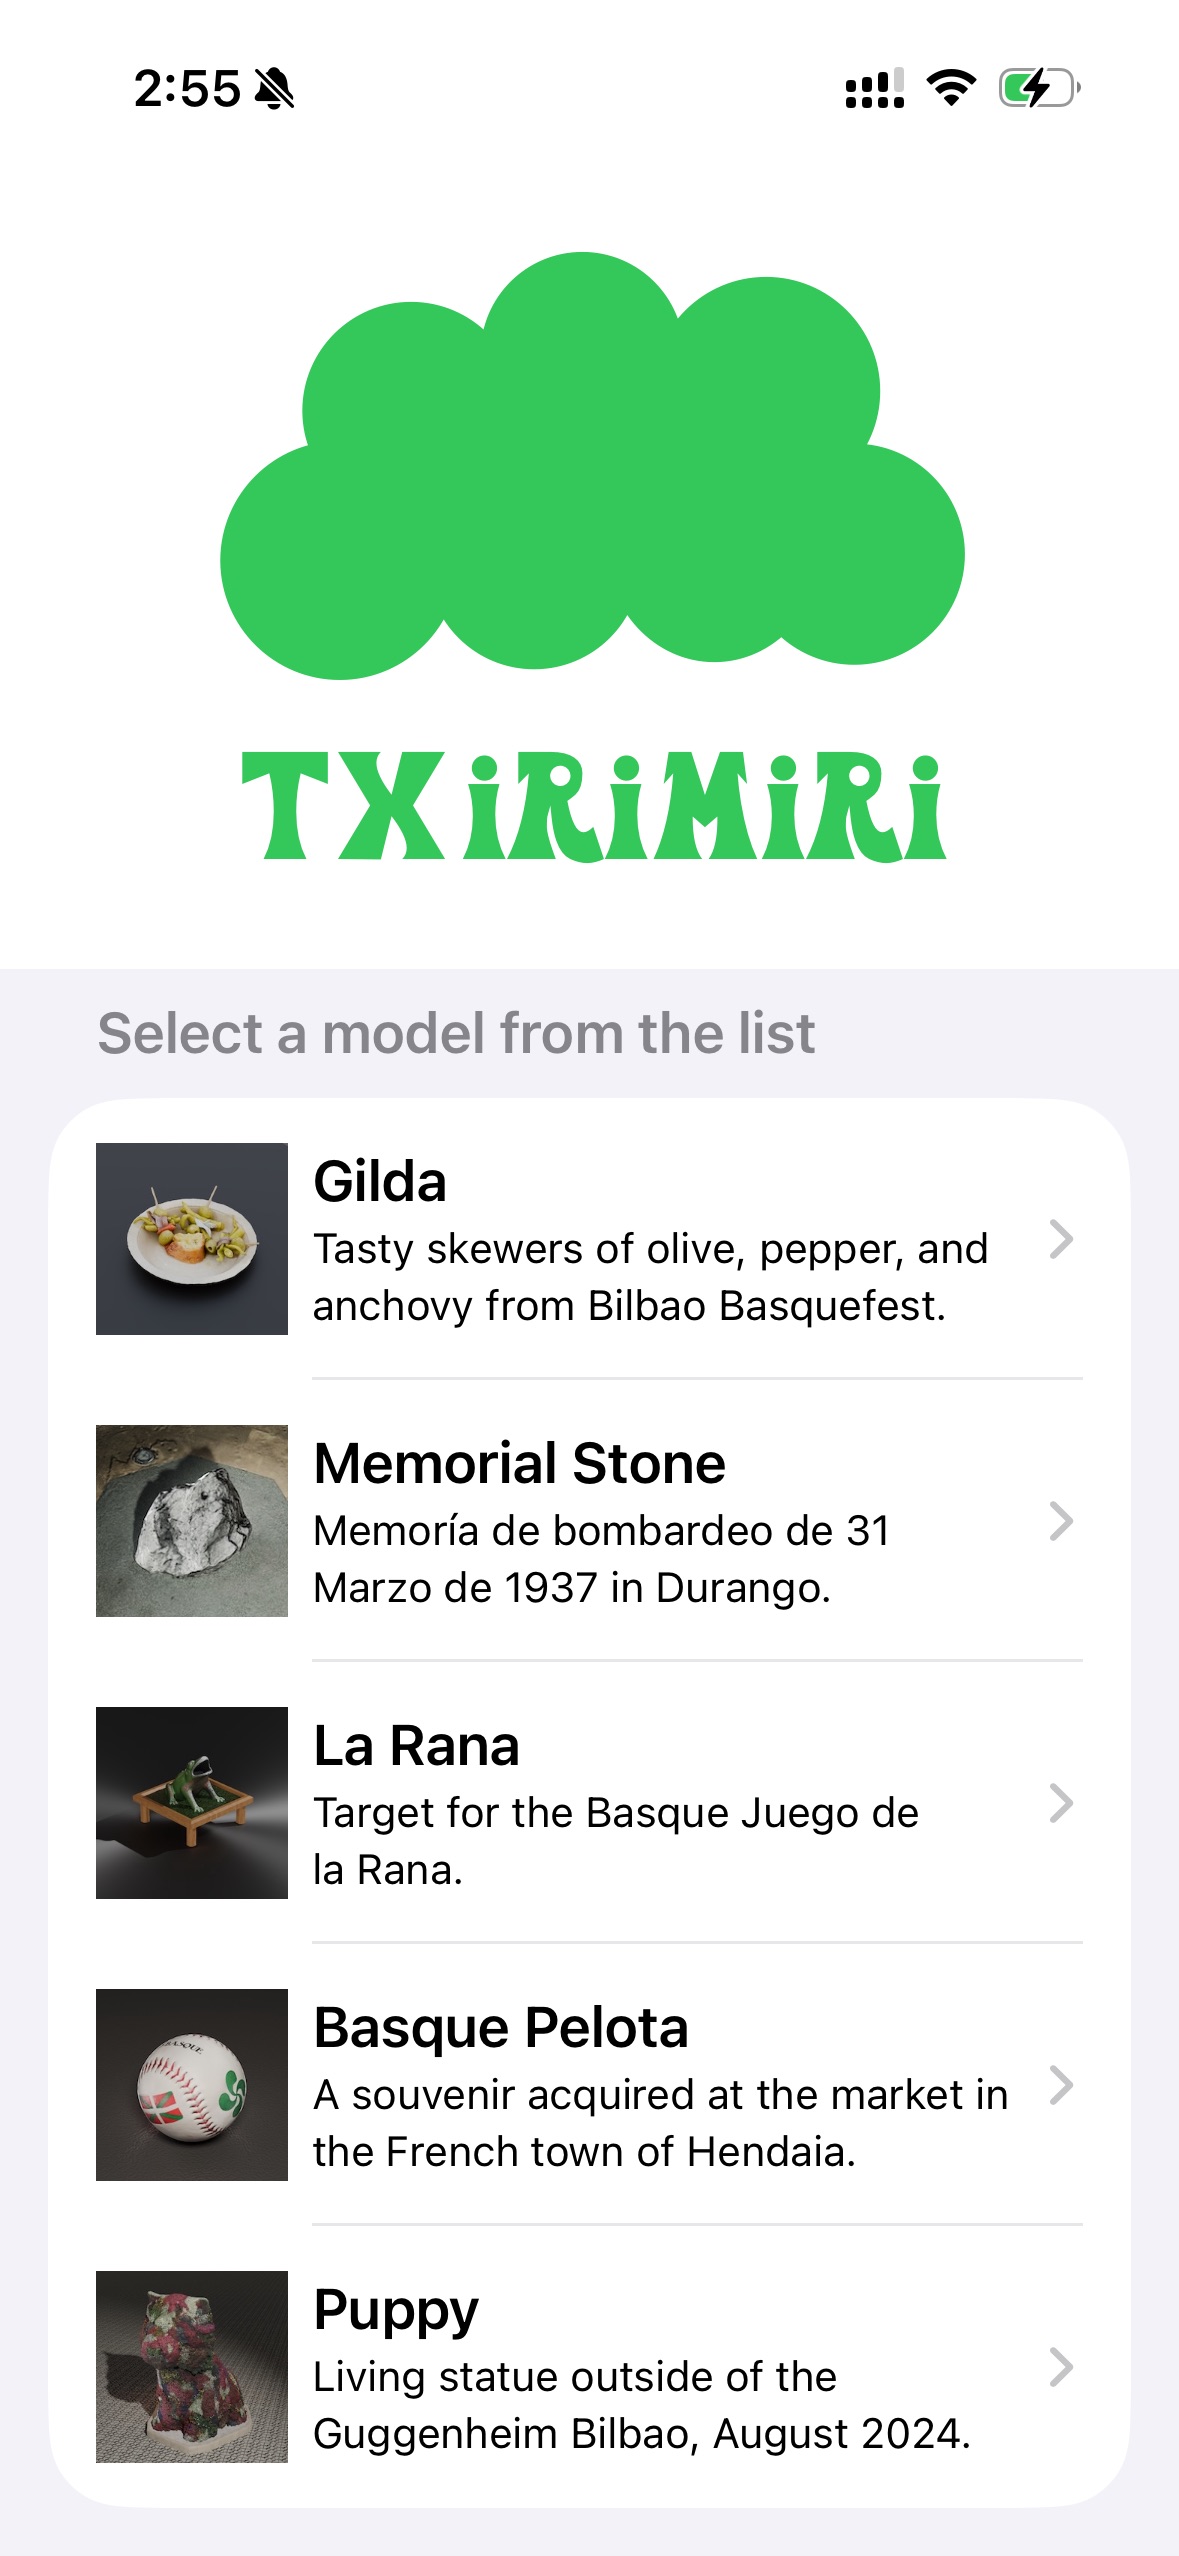 2:55
TXiRiMiRi
Select a model from the list
Gilda
Tasty skewers of olive, pepper, and
anchovy from Bilbao Basquefest.
Memorial Stone
Memoría de bombardeo de 31
Marzo de 1937 in Durango.
La Rana
Target for the Basque Juego de
la Rana.
BASQUE
Basque Pelota
A souvenir acquired at the market in
the French town of Hendaia.
Puppy
Living statue outside of the
Guggenheim Bilbao, August 2024.